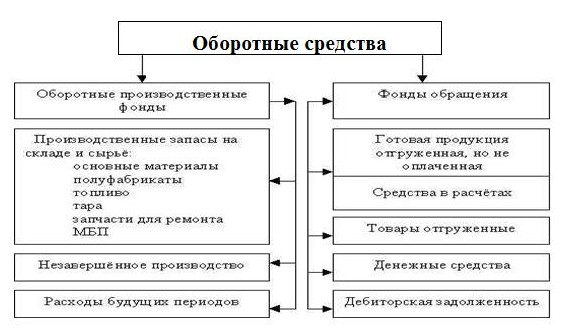 Оборотные средства
Оборотные производственные
фонды
Производственные запасы на
складе и сырьё:
основные материалы
полуфабрикаты
топливо
тара
запчасти для ремонта
МБП
Незавершённое производство
Расходы будущих периодов
Фонды обращения
Готовая продукция
отгруженная, но не
оплаченная
Средства в расчётах
Товары отгруженные
Денежные средства
Дебиторская задолженность